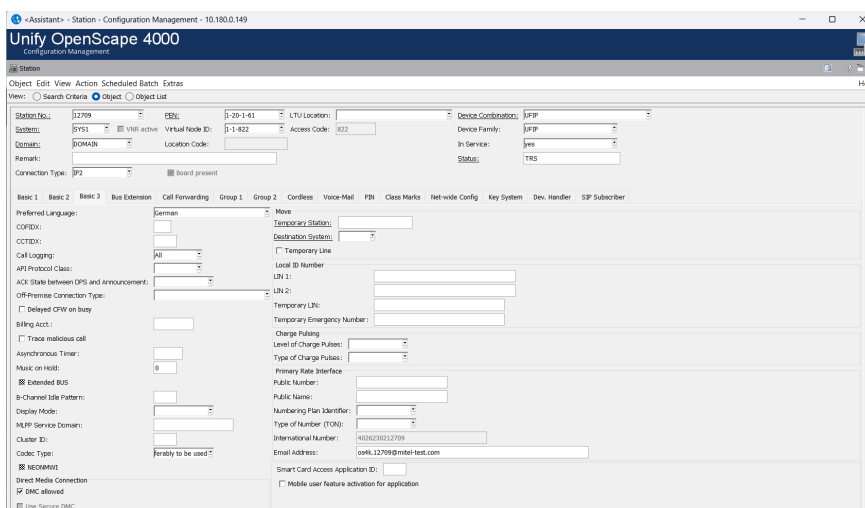 <Assistant> - Station - Configuration Management - 10.180.0.149
Unify OpenScape 4000
Configuration Management
Station
Object Edit View Action Scheduled Batch Extras
View: Search Criteria Object Object List
Station No.: 12709 PEN: 1-20-1-61 LTU Location: Device Combination: UFIP
System: SYS1 VNR active Virtual Node ID: 1-1-822 Access Code: 822 Device Family: UFIP
Domain: DOMAIN Location Code: In Service: yes
Remark: Status: TRS
Connection Type: IP2 Board present
Basic 1 Basic 2 Basic 3 Bus Extension Call Forwarding Group 1 Group 2 Cordless Voice-Mail PIN Class Marks Net-wide Config Key System Dev. Handler SIP Subscriber
Preferred Language: German
COFIDX:
CCTIDX:
Call Logging: All
API Protocol Class:
ACK State between DPS and Announcement:
Off-Premise Connection Type:
Delayed CFW on busy
Billing Acct.:
Trace malicious call
Asynchronous Timer:
Music on Hold: 0
Extended BUS
B-Channel Idle Pattern:
Display Mode:
MLPP Service Domain:
Cluster ID:
Codec Type: ferably to be used
NEONMWI
Direct Media Connection
DMC allowed
Use Secure DMC
Move
Temporary Station:
Destination System:
Temporary Line
Local ID Number
LIN 1:
LIN 2:
Temporary LIN:
Temporary Emergency Number:
Charge Pulsing
Level of Charge Pulses:
Type of Charge Pulses:
Primary Rate Interface
Public Number:
Public Name:
Numbering Plan Identifier:
Type of Number (TON):
International Number: 4026230212709
Email Address: os4k.12709@mitel-test.com
Smart Card Access Application ID:
Mobile user feature activation for application